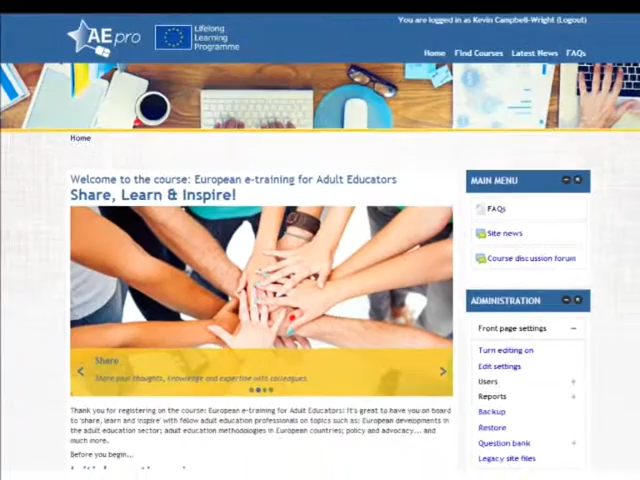 You are logged in as Kevin Campbell-Wright (Logout)
AEpro
Lifelong
Learning
Programme
Home Find Courses Latest News FAQs
Home
Welcome to the course: European e-training for Adult Educators
Share, Learn & Inspire!
Share
Share your thoughts, knowledge and expertise with colleagues.
Thank you for registering on the course: European e-training for Adult Educators! It's great to have you on board
to 'share, learn and inspire' with fellow adult education professionals on topics such as: European developments in
the adult education sector; adult education methodologies in European countries; policy and advocacy... and
much more.
Before you begin...
MAIN MENU
FAQs
Site news
Course discussion forum
ADMINISTRATION
Front page settings
Turn editing on
Edit settings
Users
Reports
Backup
Restore
Question bank
Legacy site files